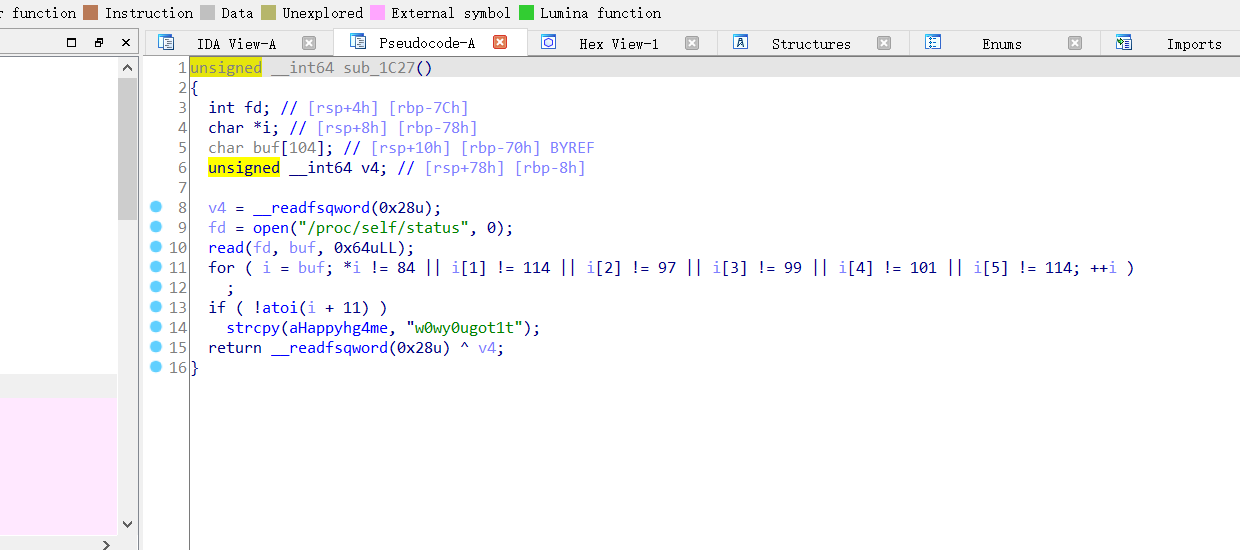 r function Instruction Data Unexplored External symbol Lumina function
IDA View-A Pseudocode-A Hex View-1 Structures Enums Imports
1 unsigned __int64 sub_1C27()
2 {
3 int fd; // [rsp+4h] [rbp-7Ch]
4 char *i; // [rsp+8h] [rbp-78h]
5 char buf[104]; // [rsp+10h] [rbp-70h] BYREF
6 unsigned __int64 v4; // [rsp+78h] [rbp-8h]
7
8 v4 = __readfsqword(0x28u);
9 fd = open("/proc/self/status", 0);
10 read(fd, buf, 0x64uLL);
11 for ( i = buf; *i != 84 || i[1] != 114 || i[2] != 97 || i[3] != 99 || i[4] != 101 || i[5] != 114; ++i )
12 ;
13 if ( !atoi(i + 11) )
14 strcpy(aHappyhg4me, "w0wy0ugot1t");
15 return __readfsqword(0x28u) ^ v4;
16 }